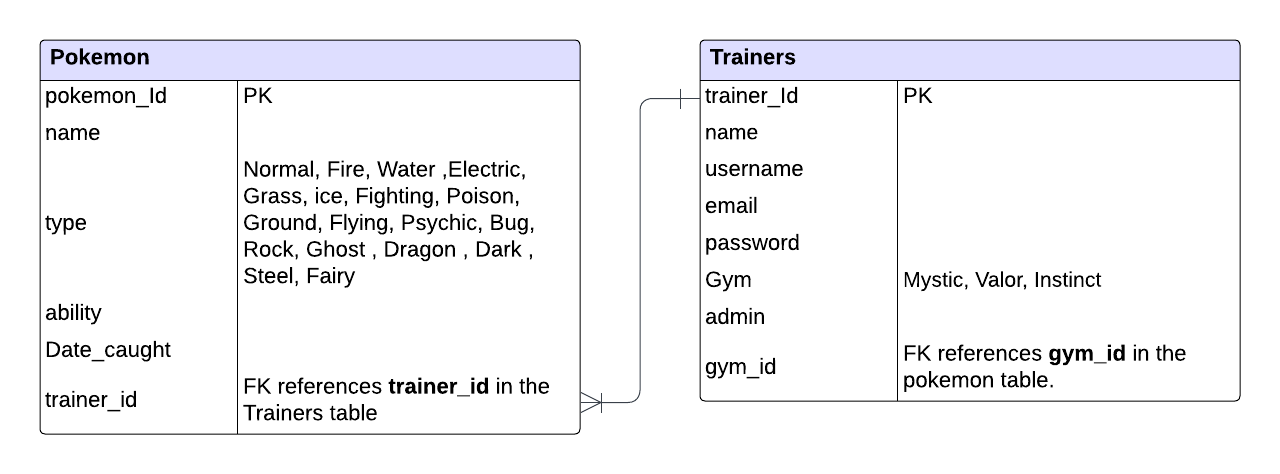 Pokemon
pokemon_Id PK
name
type
Normal, Fire, Water ,Electric,
Grass, ice, Fighting, Poison,
Ground, Flying, Psychic, Bug,
Rock, Ghost , Dragon , Dark ,
Steel, Fairy
ability
Date_caught
trainer_id
FK references trainer_id in the
Trainers table
Trainers
trainer_Id PK
name
username
email
password
Gym Mystic, Valor, Instinct
admin
gym_id
FK references gym_id in the
pokemon table.